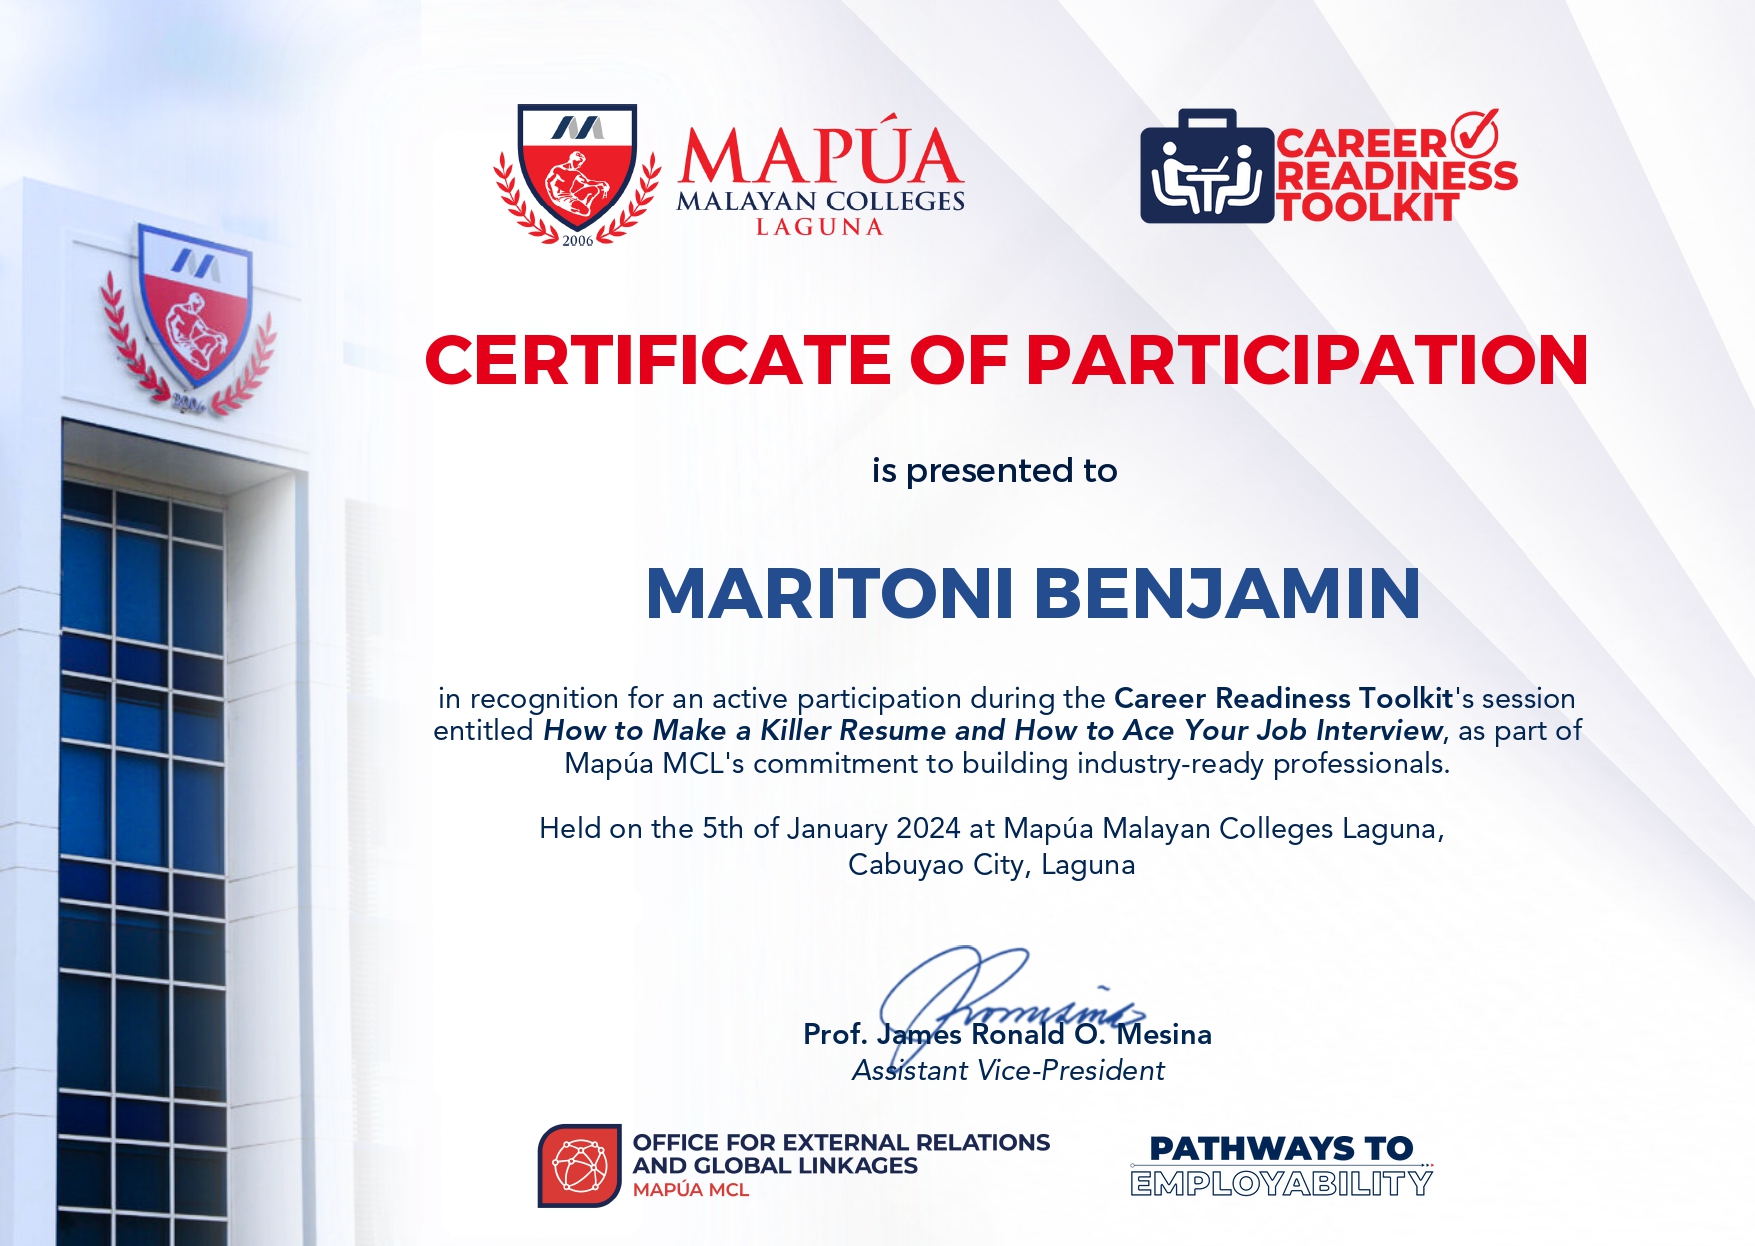 MAPÚA
MALAYAN COLLEGES
LAGUNA
2006
CAREER
READINESS
TOOLKIT
2006
CERTIFICATE OF PARTICIPATION
is presented to
MARITONI BENJAMIN
in recognition for an active participation during the Career Readiness Toolkit's session
entitled How to Make a Killer Resume and How to Ace Your Job Interview, as part of
Mapúa MCL's commitment to building industry-ready professionals.
Held on the 5th of January 2024 at Mapúa Malayan Colleges Laguna,
Cabuyao City, Laguna
Prof. James Ronald O. Mesina
Assistant Vice-President
OFFICE FOR EXTERNAL RELATIONS
AND GLOBAL LINKAGES
MAPÚA MCL
PATHWAYS TO
EMPLOYABILITY